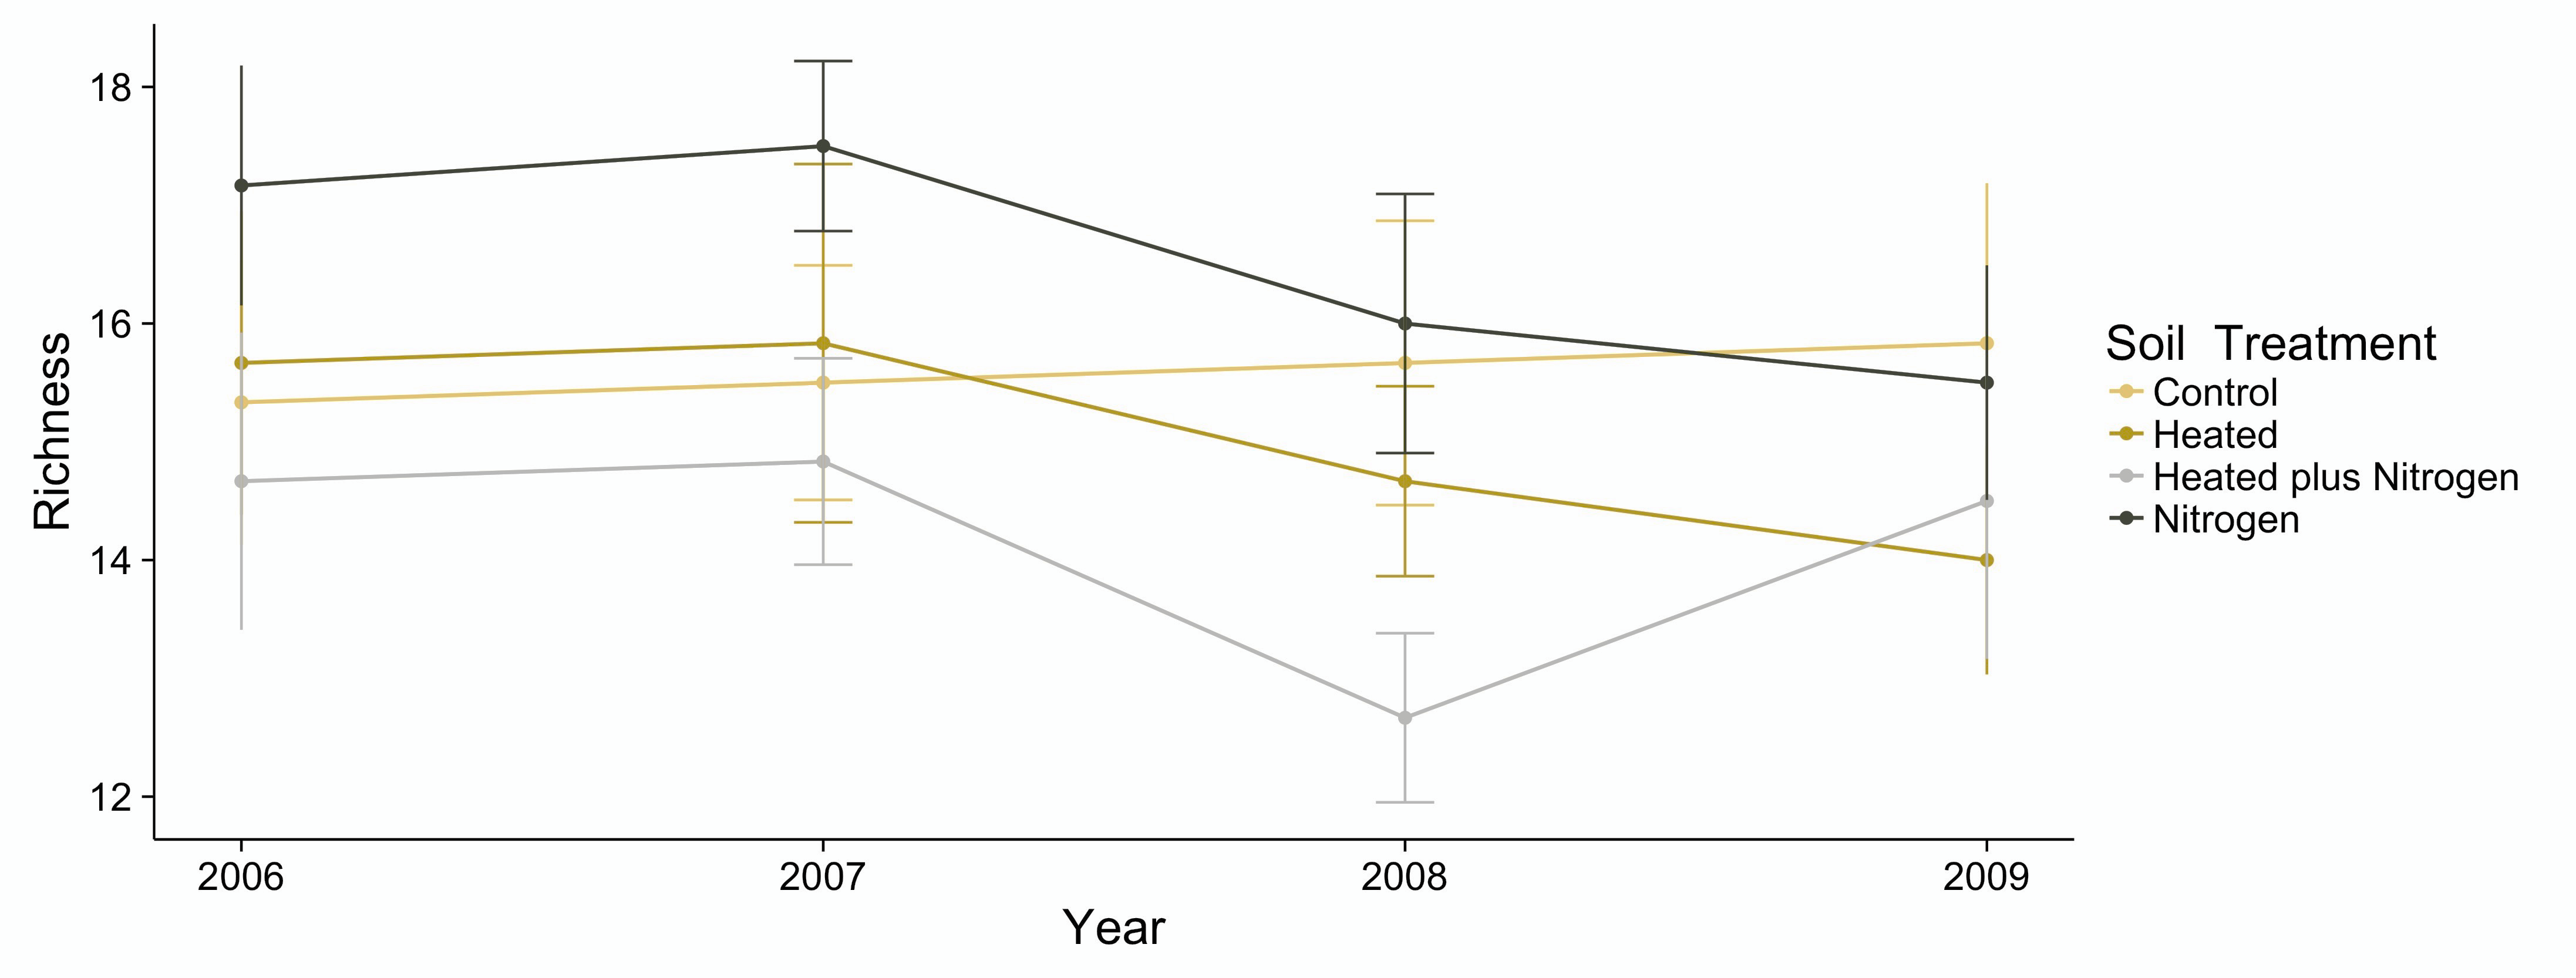 Richness
18
16
14
12
2006 2007 2008 2009
Year
Soil Treatment
Control
Heated
Heated plus Nitrogen
Nitrogen